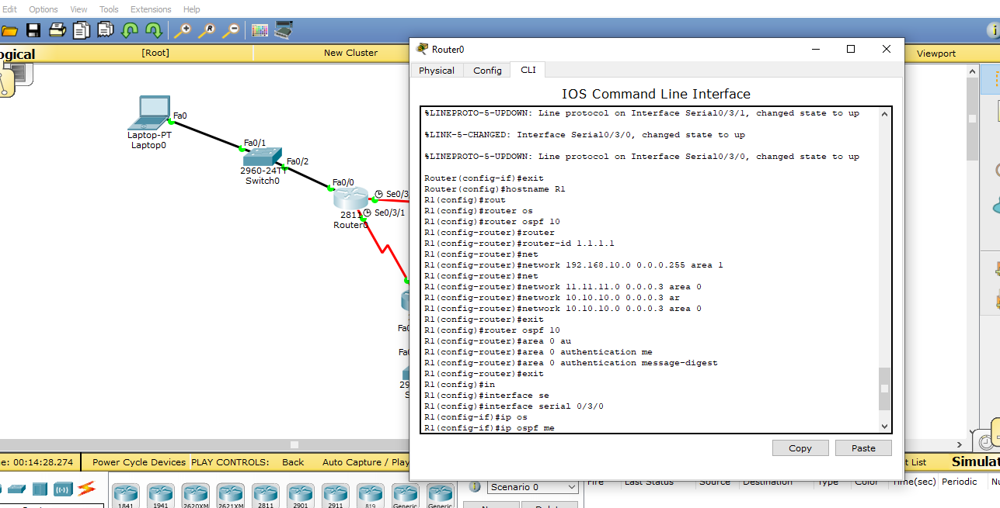 Edit Options View Tools Extensions Help
[Root] New Cluster Viewport
Router0
Physical Config CLI
IOS Command Line Interface
%LINEPROTO-5-UPDOWN: Line protocol on Interface Serial0/3/1, changed state to up
%LINK-5-CHANGED: Interface Serial0/3/0, changed state to up
%LINEPROTO-5-UPDOWN: Line protocol on Interface Serial0/3/0, changed state to up
Router(config-if)#exit
Router(config)#hostname R1
R1(config)#rout
R1(config)#router os
R1(config)#router ospf 10
R1(config-router)#router
R1(config-router)#router-id 1.1.1.1
R1(config-router)#net
R1(config-router)#network 192.168.10.0 0.0.0.255 area 1
R1(config-router)#net
R1(config-router)#network 11.11.11.0 0.0.0.3 area 0
R1(config-router)#network 10.10.10.0 0.0.0.3 ar
R1(config-router)#network 10.10.10.0 0.0.0.3 area 0
R1(config-router)#exit
R1(config)#router ospf 10
R1(config-router)#area 0 au
R1(config-router)#area 0 authentication me
R1(config-router)#area 0 authentication message-digest
R1(config-router)#exit
R1(config)#in
R1(config)#interface se
R1(config)#interface serial 0/3/0
R1(config-if)#ip os
R1(config-if)#ip ospf me
Copy Paste
Fa0
Laptop-PT
Laptop0
Fa0/1
Fa0/2
2960-24TT
Switch0
Fa0/0
Se0/3
Se0/3/1
2811
Router0
e: 00:14:28.274 Power Cycle Devices PLAY CONTROLS: Back Auto Capture / Play
t List
Scenario 0
Fire Last Status Source Destination Type Color Time(sec) Periodic
1841 1941 2620XM 2621XM 2811 2901 2911 819 Generic Generic